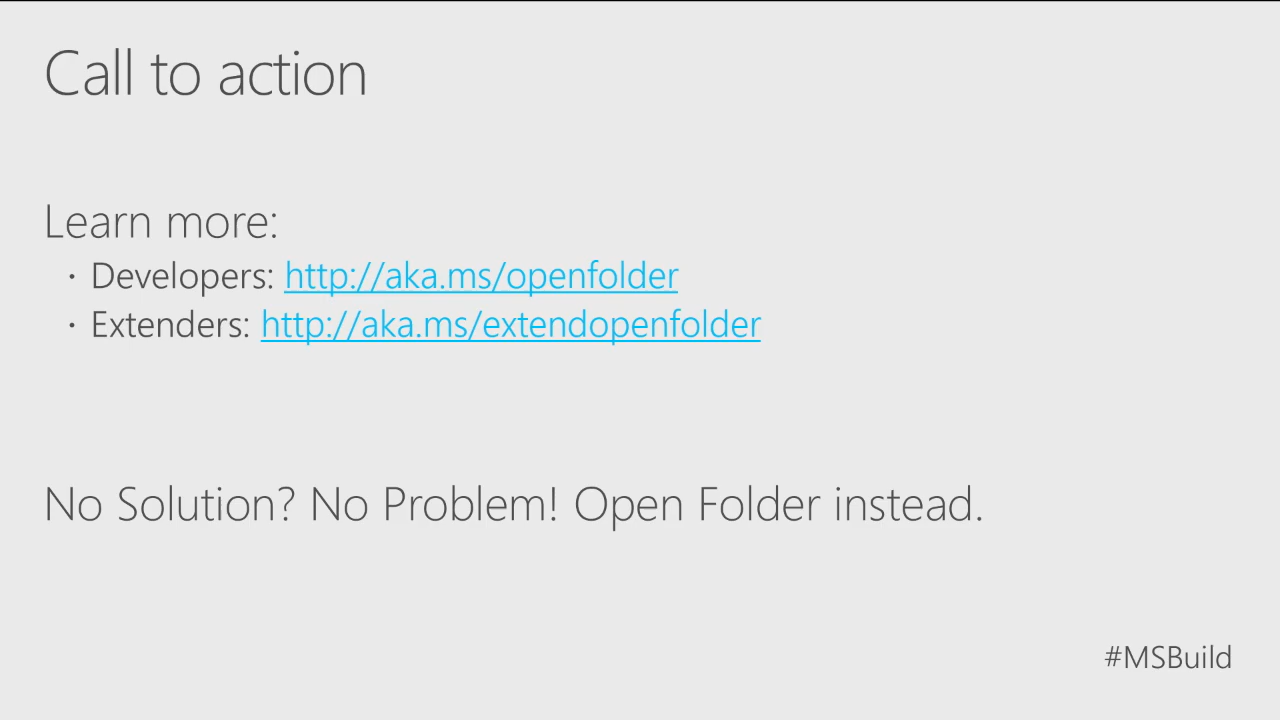 Call to action
Learn more:
· Developers: http://aka.ms/openfolder
· Extenders: http://aka.ms/extendopenfolder
No Solution? No Problem! Open Folder instead.
#MSBuild